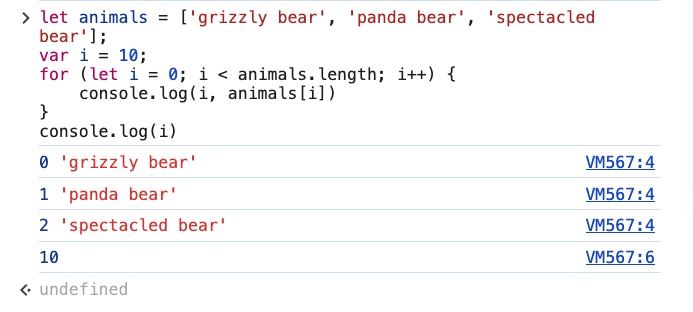 let animals = ['grizzly bear', 'panda bear', 'spectacled
bear'];
var i = 10;
for (let i = 0; i < animals.length; i++) {
    console.log(i, animals[i])
}
console.log(i)
0 'grizzly bear' VM567:4
1 'panda bear' VM567:4
2 'spectacled bear' VM567:4
10 VM567:6
undefined